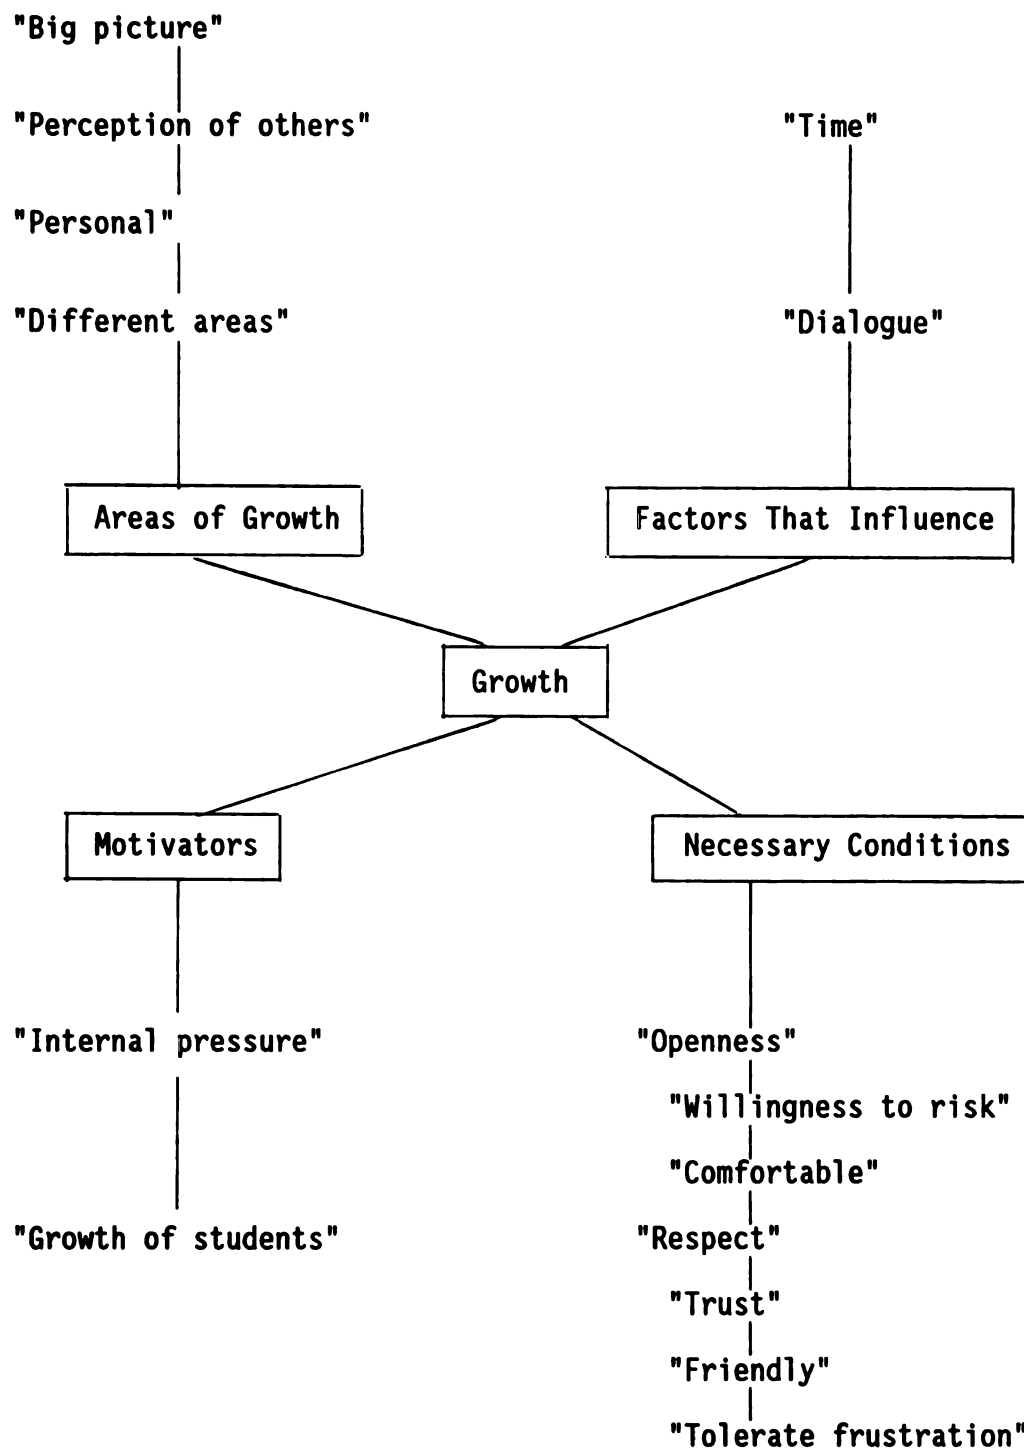 "Big picture"
"Perception of others"
"Time"
"Personal"
"Different areas"
"Dialogue"
Areas of Growth
Factors That Influence
Growth
Motivators
Necessary Conditions
"Internal pressure"
"Openness"
"Willingness to risk"
"Comfortable"
"Growth of students"
"Respect"
"Trust"
"Friendly"
"Tolerate frustration"